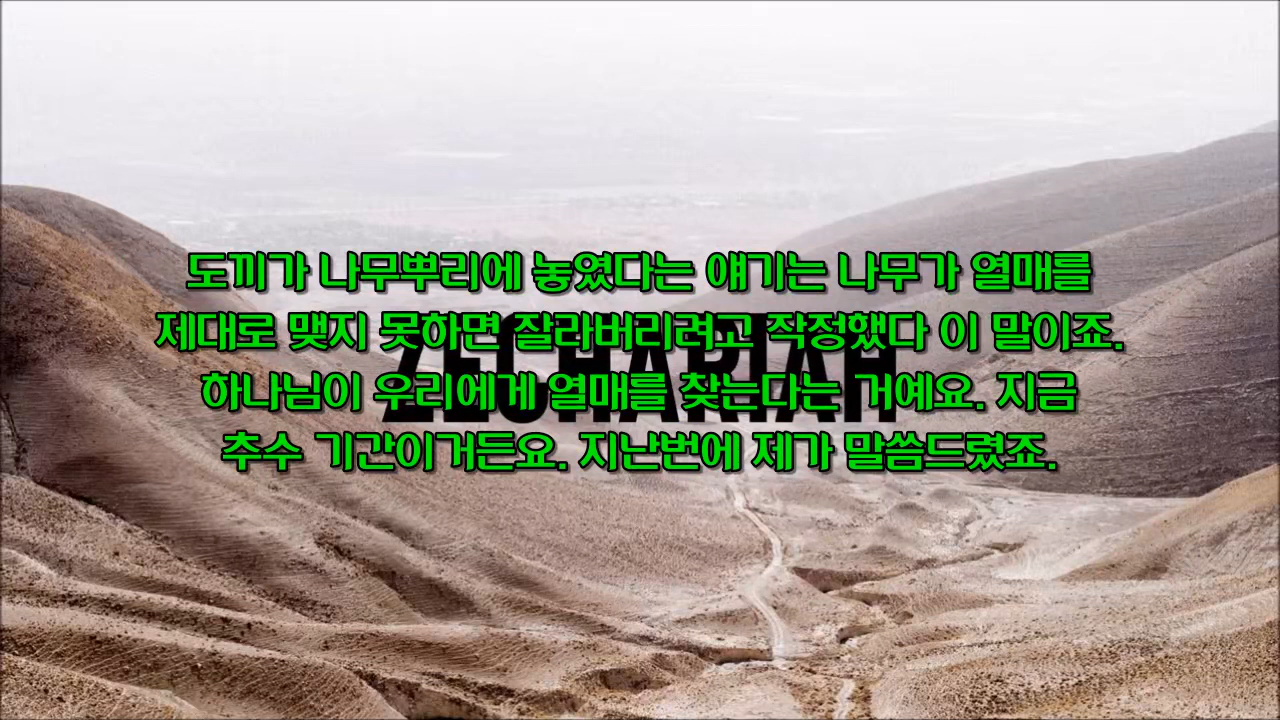 도끼가 나무뿌리에 놓였다는 얘기는 나무가 열매를
제대로 맺지 못하면 잘라버리려고 작정했다 이 말이죠.
ZECHARIAH
하나님이 우리에게 열매를 찾는다는 거예요. 지금
추수 기간이거든요. 지난번에 제가 말씀드렸죠.